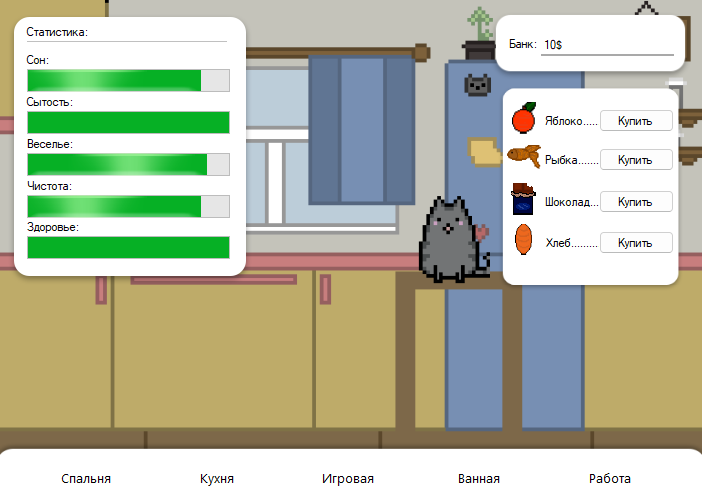 Статистика:
Сон:
Сытость:
Веселье:
Чистота:
Здоровье:
Банк: 10$
Яблоко..... Купить
Рыбка....... Купить
Шоколад... Купить
Хлеб......... Купить
Спальня Кухня Игровая Ванная Работа